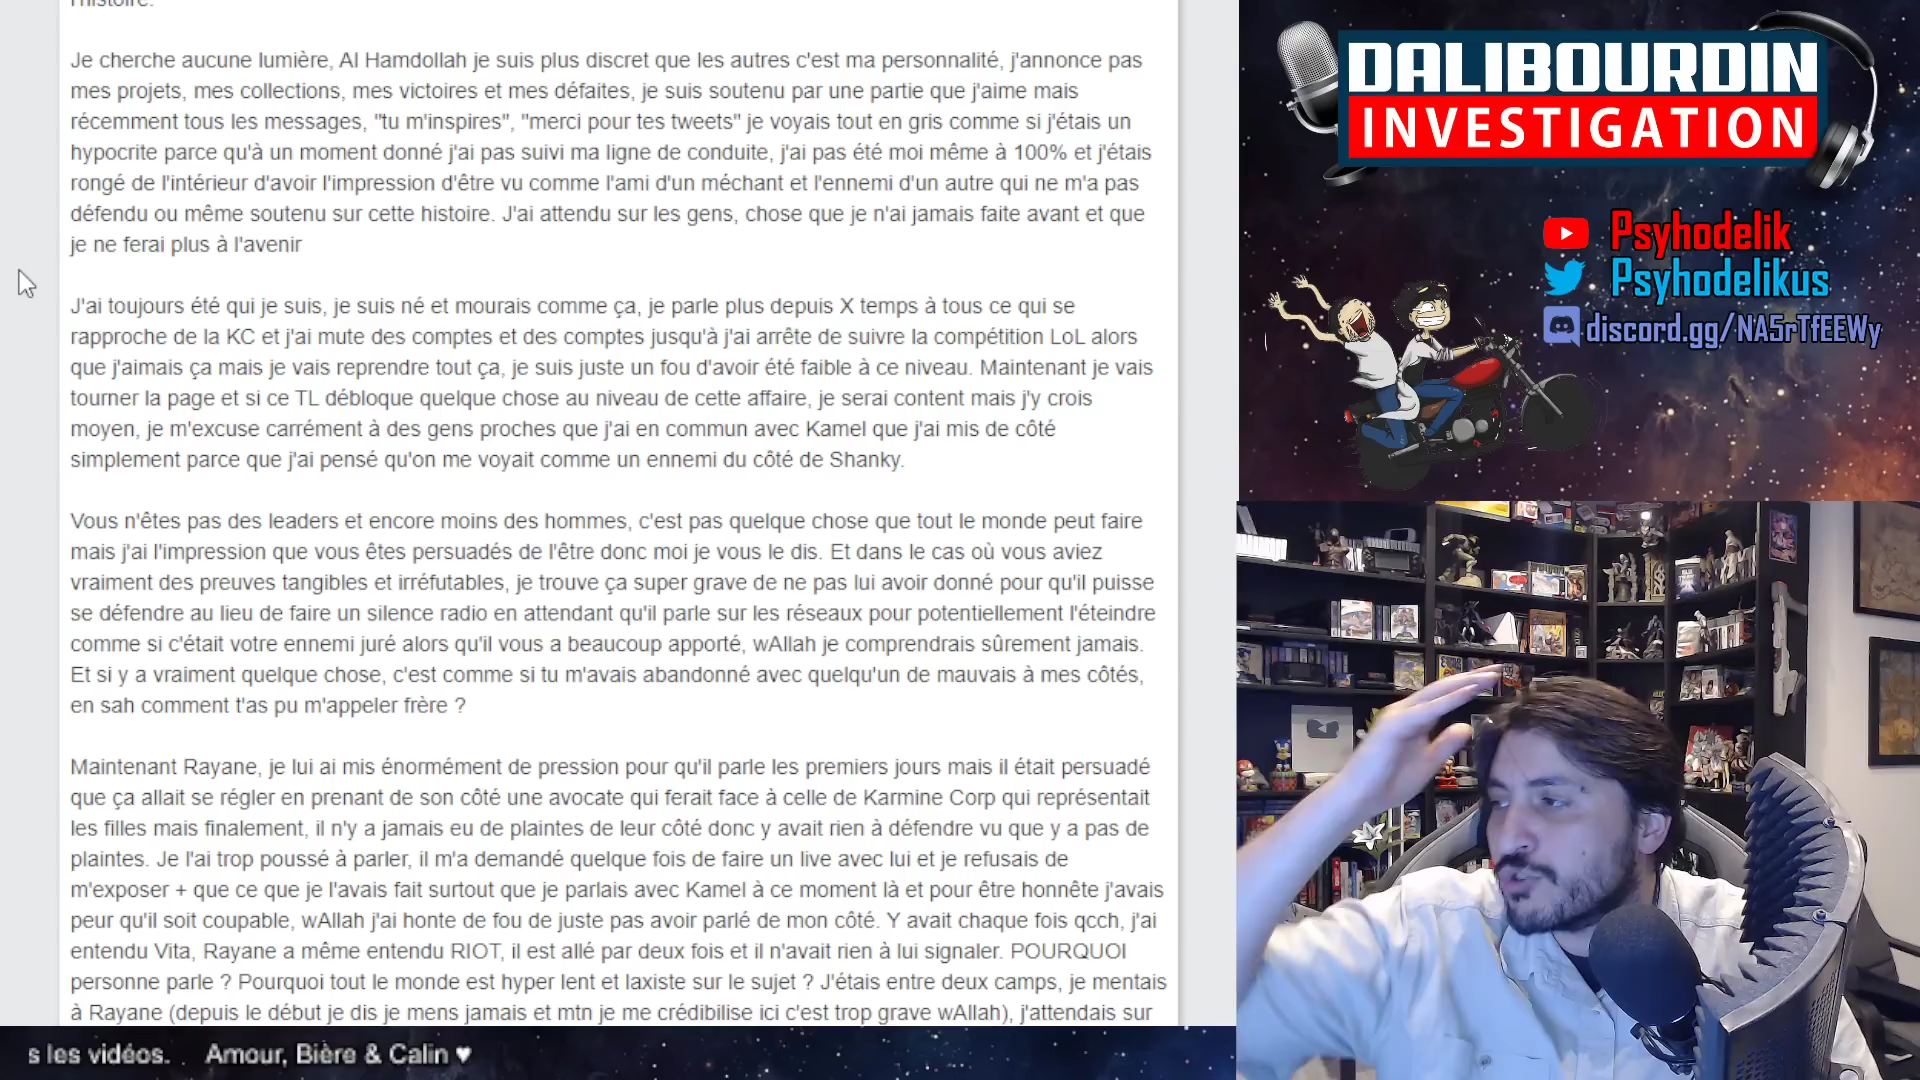 l'histoire.
Je cherche aucune lumière, Al Hamdollah je suis plus discret que les autres c'est ma personnalité, j'annonce pas
mes projets, mes collections, mes victoires et mes défaites, je suis soutenu par une partie que j'aime mais
récemment tous les messages, "tu m'inspires", "merci pour tes tweets" je voyais tout en gris comme si j'étais un
hypocrite parce qu'à un moment donné j'ai pas suivi ma ligne de conduite, j'ai pas été moi même à 100% et j'étais
rongé de l'intérieur d'avoir l'impression d'être vu comme l'ami d'un méchant et l'ennemi d'un autre qui ne m'a pas
défendu ou même soutenu sur cette histoire. J'ai attendu sur les gens, chose que je n'ai jamais faite avant et que
je ne ferai plus à l'avenir
J'ai toujours été qui je suis, je suis né et mourais comme ça, je parle plus depuis X temps à tous ce qui se
rapproche de la KC et j'ai mute des comptes et des comptes jusqu'à j'ai arrête de suivre la compétition LoL alors
que j'aimais ça mais je vais reprendre tout ça, je suis juste un fou d'avoir été faible à ce niveau. Maintenant je vais
tourner la page et si ce TL débloque quelque chose au niveau de cette affaire, je serai content mais j'y crois
moyen, je m'excuse carrément à des gens proches que j'ai en commun avec Kamel que j'ai mis de côté
simplement parce que j'ai pensé qu'on me voyait comme un ennemi du côté de Shanky.
Vous n'êtes pas des leaders et encore moins des hommes, c'est pas quelque chose que tout le monde peut faire
mais j'ai l'impression que vous êtes persuadés de l'être donc moi je vous le dis. Et dans le cas où vous aviez
vraiment des preuves tangibles et irréfutables, je trouve ça super grave de ne pas lui avoir donné pour qu'il puisse
se défendre au lieu de faire un silence radio en attendant qu'il parle sur les réseaux pour potentiellement l'éteindre
comme si c'était votre ennemi juré alors qu'il vous a beaucoup apporté, wAllah je comprendrais sûrement jamais.
Et si y a vraiment quelque chose, c'est comme si tu m'avais abandonné avec quelqu'un de mauvais à mes côtés,
en sah comment t'as pu m'appeler frère ?
Maintenant Rayane, je lui ai mis énormément de pression pour qu'il parle les premiers jours mais il était persuadé
que ça allait se régler en prenant de son côté une avocate qui ferait face à celle de Karmine Corp qui représentait
les filles mais finalement, il n'y a jamais eu de plaintes de leur côté donc y avait rien à défendre vu que y a pas de
plaintes. Je l'ai trop poussé à parler, il m'a demandé quelque fois de faire un live avec lui et je refusais de
m'exposer + que ce que je l'avais fait surtout que je parlais avec Kamel à ce moment là et pour être honnête j'avais
peur qu'il soit coupable, wAllah j'ai honte de fou de juste pas avoir parlé de mon côté. Y avait chaque fois qcch, j'ai
entendu Vita, Rayane a même entendu RIOT, il est allé par deux fois et il n'avait rien à lui signaler. POURQUOI
personne parle ? Pourquoi tout le monde est hyper lent et laxiste sur le sujet ? J'étais entre deux camps, je mentais
à Rayane (depuis le début je dis je mens jamais et mtn je me crédibilise ici c'est trop grave wAllah), j'attendais sur
s les vidéos. Amour, Bière & Calin ♥
DALIBOURDIN
INVESTIGATION
Psyhodelik
Psyhodelikus
discord.gg/NA5rTfEEWy